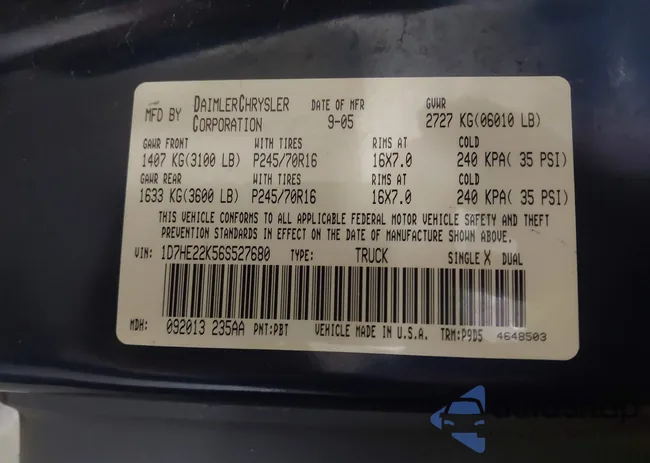 MFD BY DAIMLERCHRYSLER CORPORATION DATE OF MFR 9-05 GVWR 2727 KG(06010 LB)
GAWR FRONT WITH TIRES RIMS AT COLD
1407 KG(3100 LB) P245/70R16 16X7.0 240 KPA( 35 PSI)
GAWR REAR WITH TIRES RIMS AT COLD
1633 KG(3600 LB) P245/70R16 16X7.0 240 KPA( 35 PSI)
THIS VEHICLE CONFORMS TO ALL APPLICABLE FEDERAL MOTOR VEHICLE SAFETY AND THEFT
PREVENTION STANDARDS IN EFFECT ON THE DATE OF MANUFACTURE SHOWN ABOVE.
VIN: 1D7HE22K56S527680 TYPE: TRUCK SINGLE X DUAL
MDH: 092013 235AA PNT:PBT VEHICLE MADE IN U.S.A. TRM:P9D5 4648503